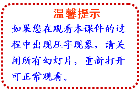 温馨提示
如果您在观看本课件的过
程中出现压字现象，请关
闭所有幻灯片，重新打开
可正常观看。